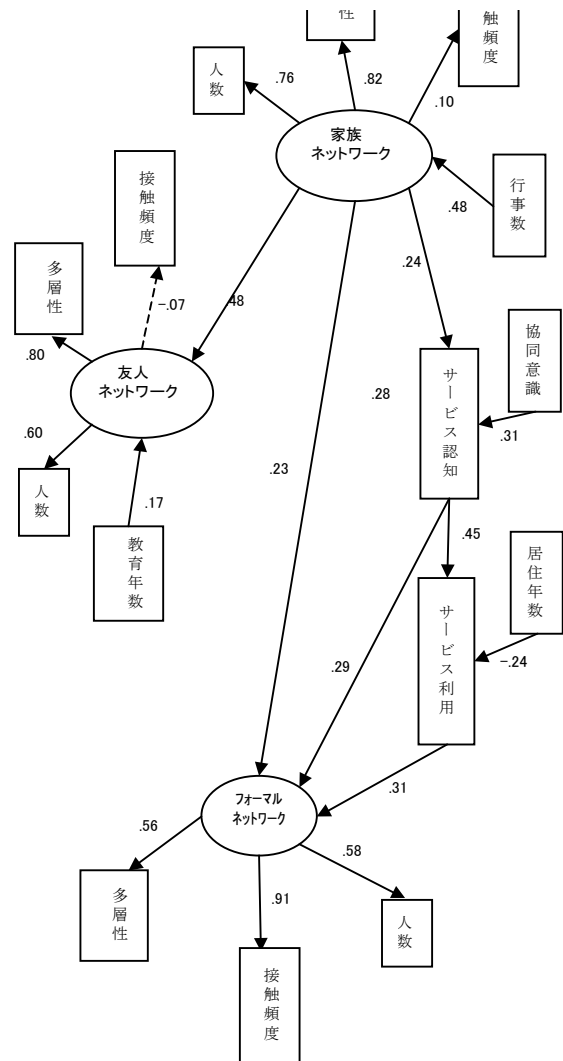 性
触頻度
人数
.76
.82
.10
家族
ネットワーク
接触頻度
行事数
.48
.24
多層性
-.07
.48
協同意識
.80
友人
ネットワーク
サービス認知
.28
.31
.60
人数
.23
.17
.45
教育年数
居住年数
サービス利用
-.24
.29
.31
フォーマル
ネットワーク
.56
.58
多層性
.91
人数
接触頻度